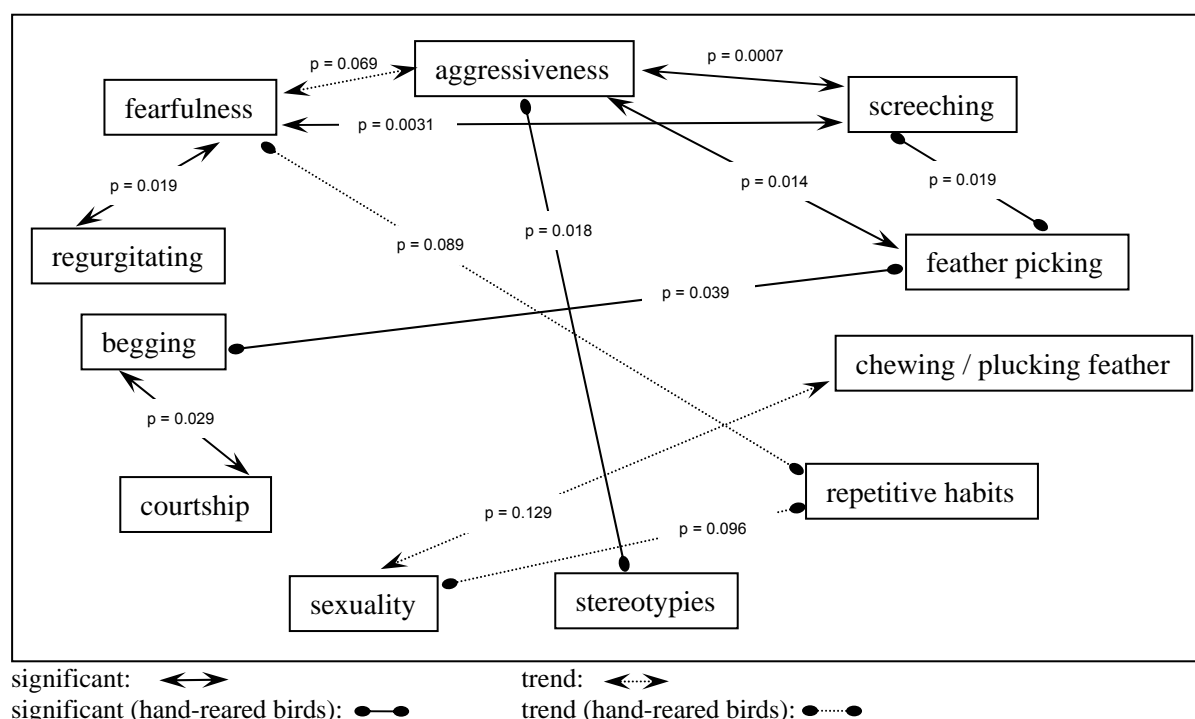 aggressiveness
p = 0.069
p = 0.0007
fearfulness
screeching
p = 0.0031
p = 0.019
p = 0.014
p = 0.019
p = 0.018
p = 0.089
regurgitating
feather picking
p = 0.039
begging
chewing / plucking feather
p = 0.029
courtship
repetitive habits
p = 0.129
p = 0.096
sexuality
stereotypies
significant:
trend:
significant (hand-reared birds):
trend (hand-reared birds):